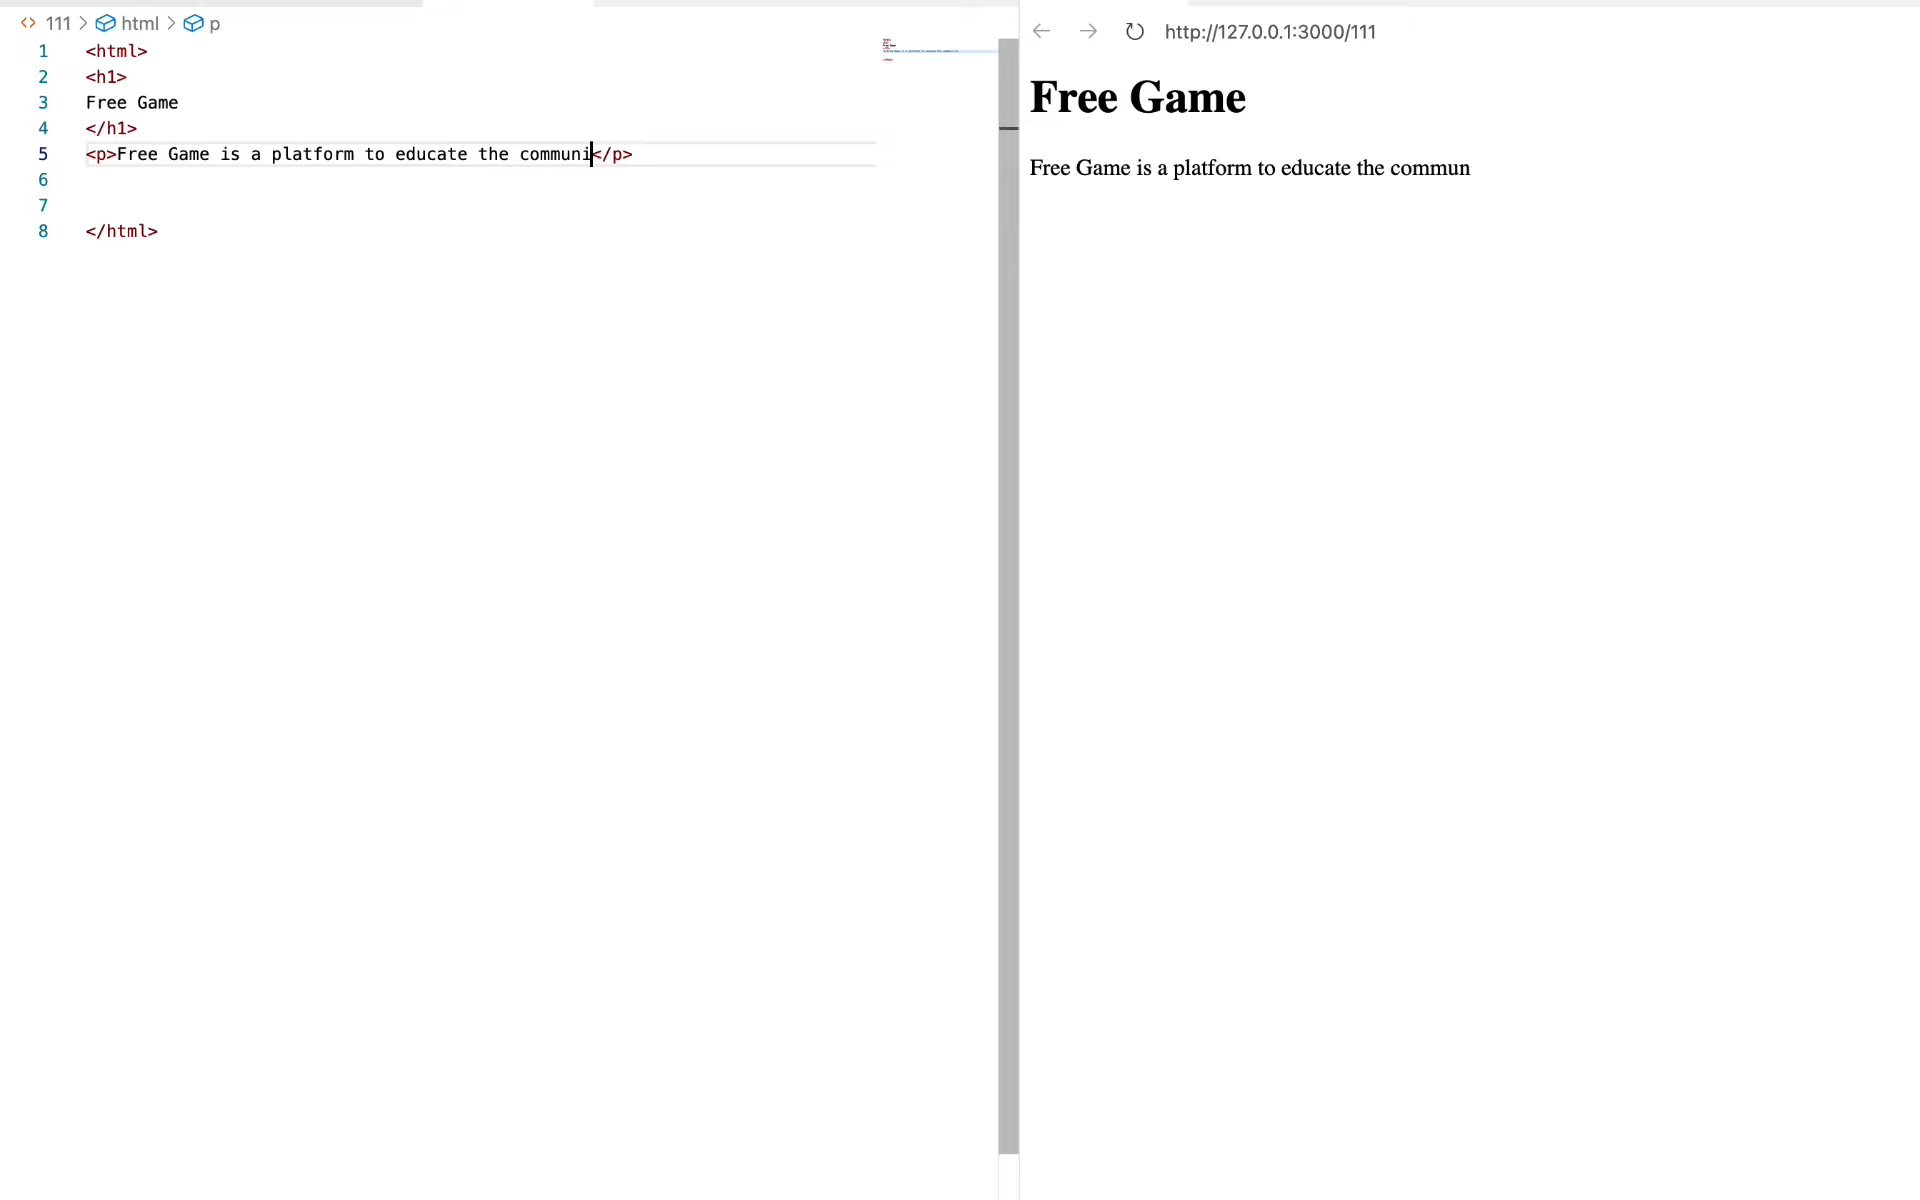 111 > html > p
1 <html>
2 <h1>
3 Free Game
4 </h1>
5 <p>Free Game is a platform to educate the communi</p>
6
7
8 </html>
http://127.0.0.1:3000/111
Free Game
Free Game is a platform to educate the commun